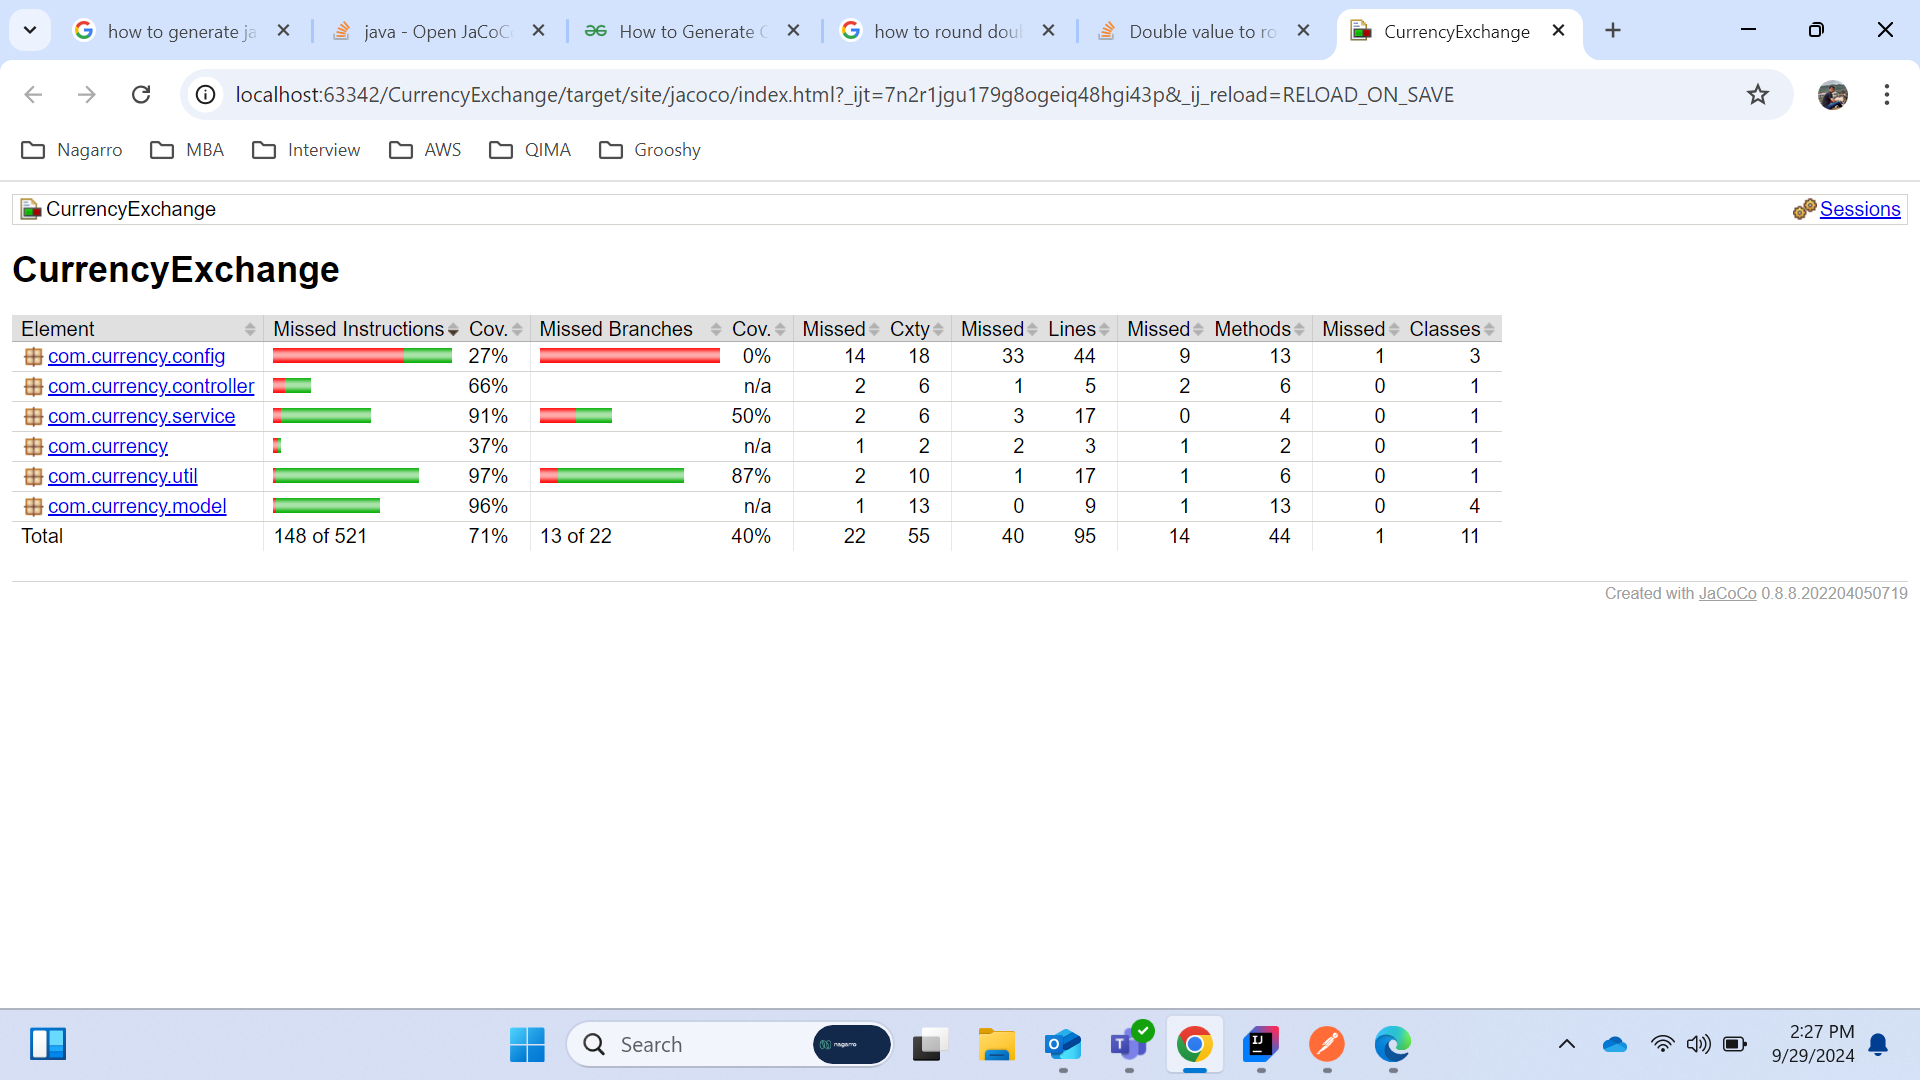 how to generate ja
java - Open JaCoC
How to Generate C
how to round doul
Double value to ro
CurrencyExchange
localhost:63342/CurrencyExchange/target/site/jacoco/index.html?_ijt=7n2r1jgu179g8ogeiq48hgi43p&_ij_reload=RELOAD_ON_SAVE
Nagarro MBA Interview AWS QIMA Grooshy
CurrencyExchange Sessions
CurrencyExchange
Element Missed Instructions Cov. Missed Branches Cov. Missed Cxty Missed Lines Missed Methods Missed Classes
com.currency.config 27% 0% 14 18 33 44 9 13 1 3
com.currency.controller 66% n/a 2 6 1 5 2 6 0 1
com.currency.service 91% 50% 2 6 3 17 0 4 0 1
com.currency 37% n/a 1 2 2 3 1 2 0 1
com.currency.util 97% 87% 2 10 1 17 1 6 0 1
com.currency.model 96% n/a 1 13 0 9 1 13 0 4
Total 148 of 521 71% 13 of 22 40% 22 55 40 95 14 44 1 11
Created with JaCoCo 0.8.8.202204050719
Search nagarro
2:27 PM
9/29/2024